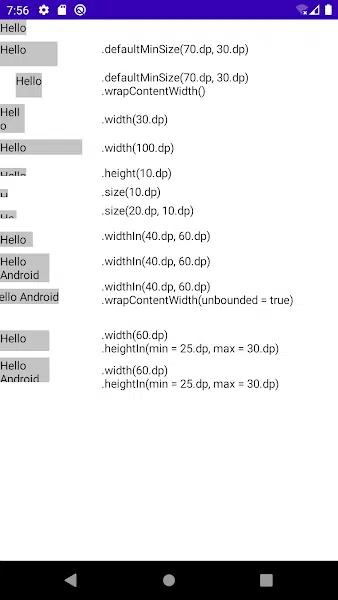 7:56
Hello
Hello .defaultMinSize(70.dp, 30.dp)
Hello .defaultMinSize(70.dp, 30.dp)
.wrapContentWidth()
Hell
o .width(30.dp)
Hello .width(100.dp)
Hello .height(10.dp)
H .size(10.dp)
He .size(20.dp, 10.dp)
Hello .widthIn(40.dp, 60.dp)
Hello .widthIn(40.dp, 60.dp)
Android
ello Android .widthIn(40.dp, 60.dp)
.wrapContentWidth(unbounded = true)
Hello .width(60.dp)
.heightIn(min = 25.dp, max = 30.dp)
Hello .width(60.dp)
Android .heightIn(min = 25.dp, max = 30.dp)